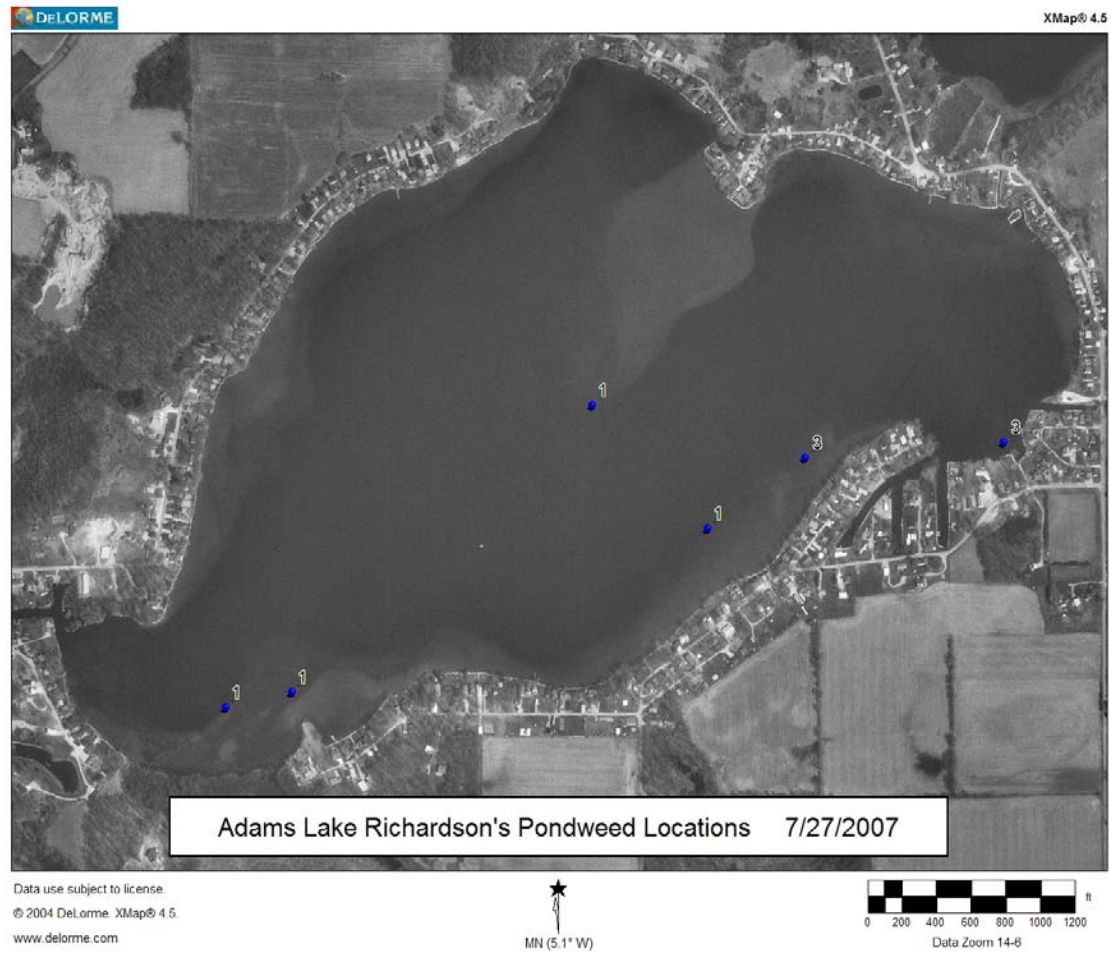 DELORME
XMap® 4.5
1
3
3
1
1
1
Adams Lake Richardson's Pondweed Locations 7/27/2007
Data use subject to license.
© 2004 DeLorme. XMap® 4.5.
www.delorme.com
MN (5.1° W)
ft
0 200 400 600 800 1000 1200
Data Zoom 14-6